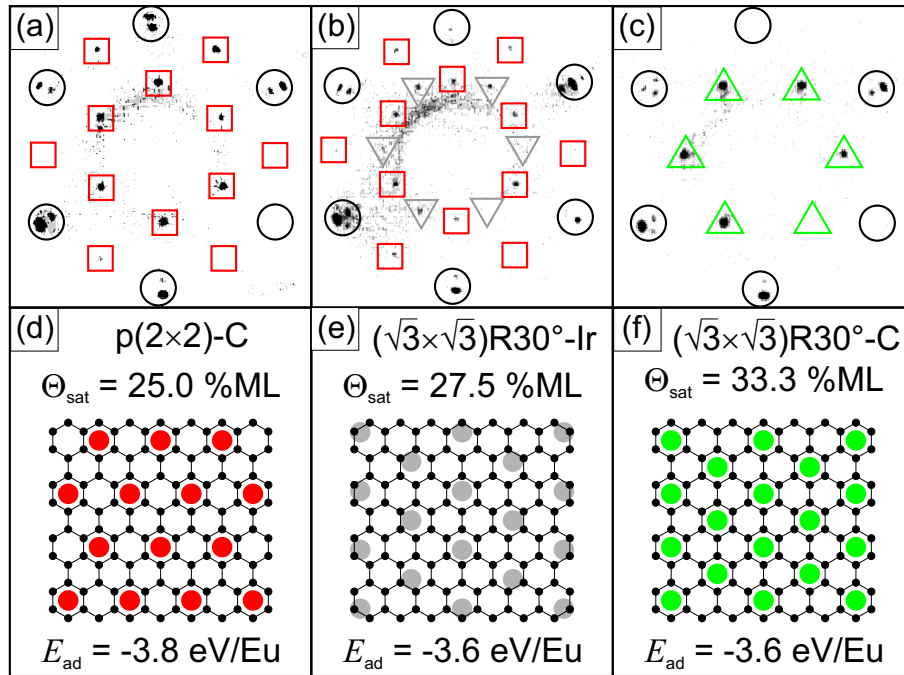 (a)
(b)
(c)
(d)
p(2×2)-C
Θsat = 25.0 %ML
Ead = -3.8 eV/Eu
(e)
(√3×√3)R30°-Ir
Θsat = 27.5 %ML
Ead = -3.6 eV/Eu
(f)
(√3×√3)R30°-C
Θsat = 33.3 %ML
Ead = -3.6 eV/Eu